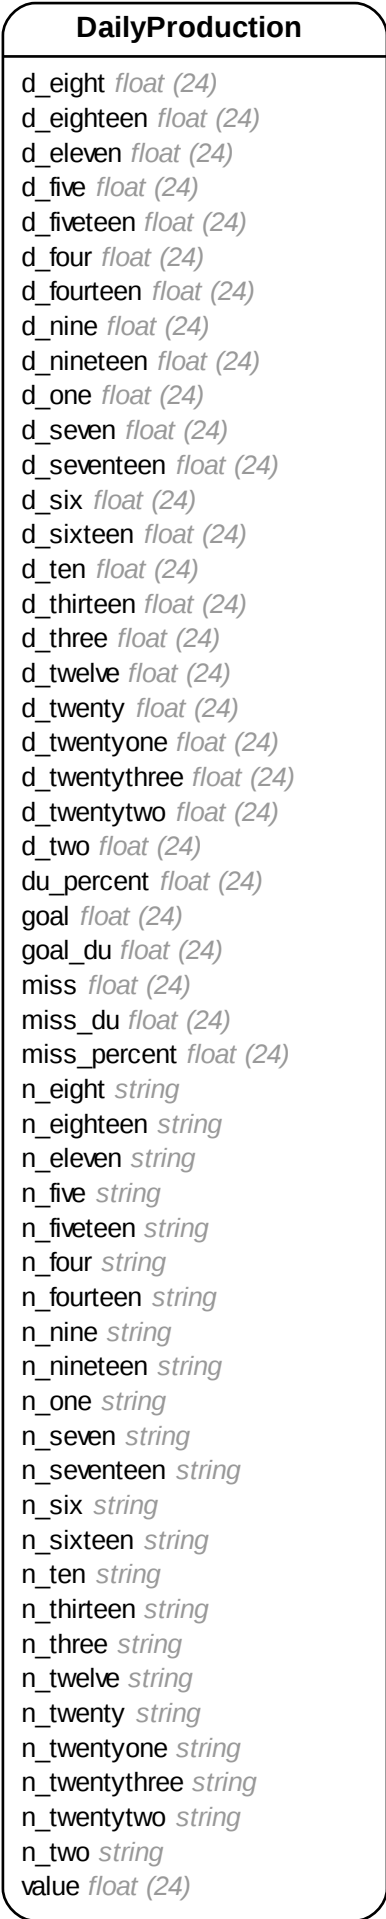 DailyProduction
d_eight float (24)
d_eighteen float (24)
d_eleven float (24)
d_five float (24)
d_fiveteen float (24)
d_four float (24)
d_fourteen float (24)
d_nine float (24)
d_nineteen float (24)
d_one float (24)
d_seven float (24)
d_seventeen float (24)
d_six float (24)
d_sixteen float (24)
d_ten float (24)
d_thirteen float (24)
d_three float (24)
d_twelve float (24)
d_twenty float (24)
d_twentyone float (24)
d_twentythree float (24)
d_twentytwo float (24)
d_two float (24)
du_percent float (24)
goal float (24)
goal_du float (24)
miss float (24)
miss_du float (24)
miss_percent float (24)
n_eight string
n_eighteen string
n_eleven string
n_five string
n_fiveteen string
n_four string
n_fourteen string
n_nine string
n_nineteen string
n_one string
n_seven string
n_seventeen string
n_six string
n_sixteen string
n_ten string
n_thirteen string
n_three string
n_twelve string
n_twenty string
n_twentyone string
n_twentythree string
n_twentytwo string
n_two string
value float (24)